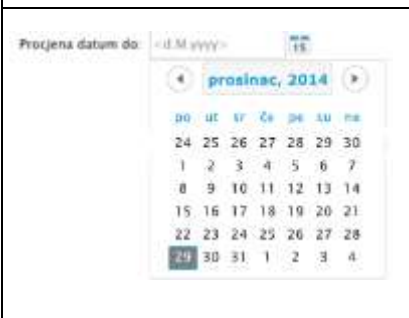 Procjena datum do: <d.M.yyyy>
15
prosinac, 2014
po ut sr če pe su ne
24 25 26 27 28 29 30
1 2 3 4 5 6 7
8 9 10 11 12 13 14
15 16 17 18 19 20 21
22 23 24 25 26 27 28
29 30 31 1 2 3 4